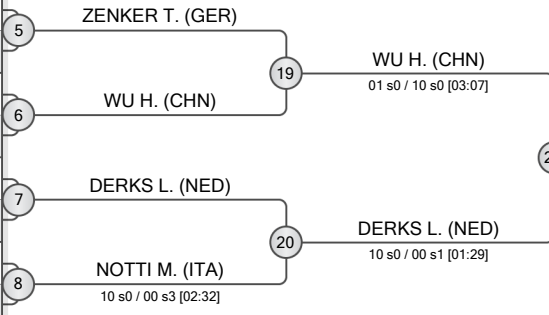 ZENKER T. (GER)
5
19
WU H. (CHN)
01 s0 / 10 s0 [03:07]
WU H. (CHN)
6
DERKS L. (NED)
7
20
DERKS L. (NED)
10 s0 / 00 s1 [01:29]
NOTTI M. (ITA)
8
10 s0 / 00 s3 [02:32]